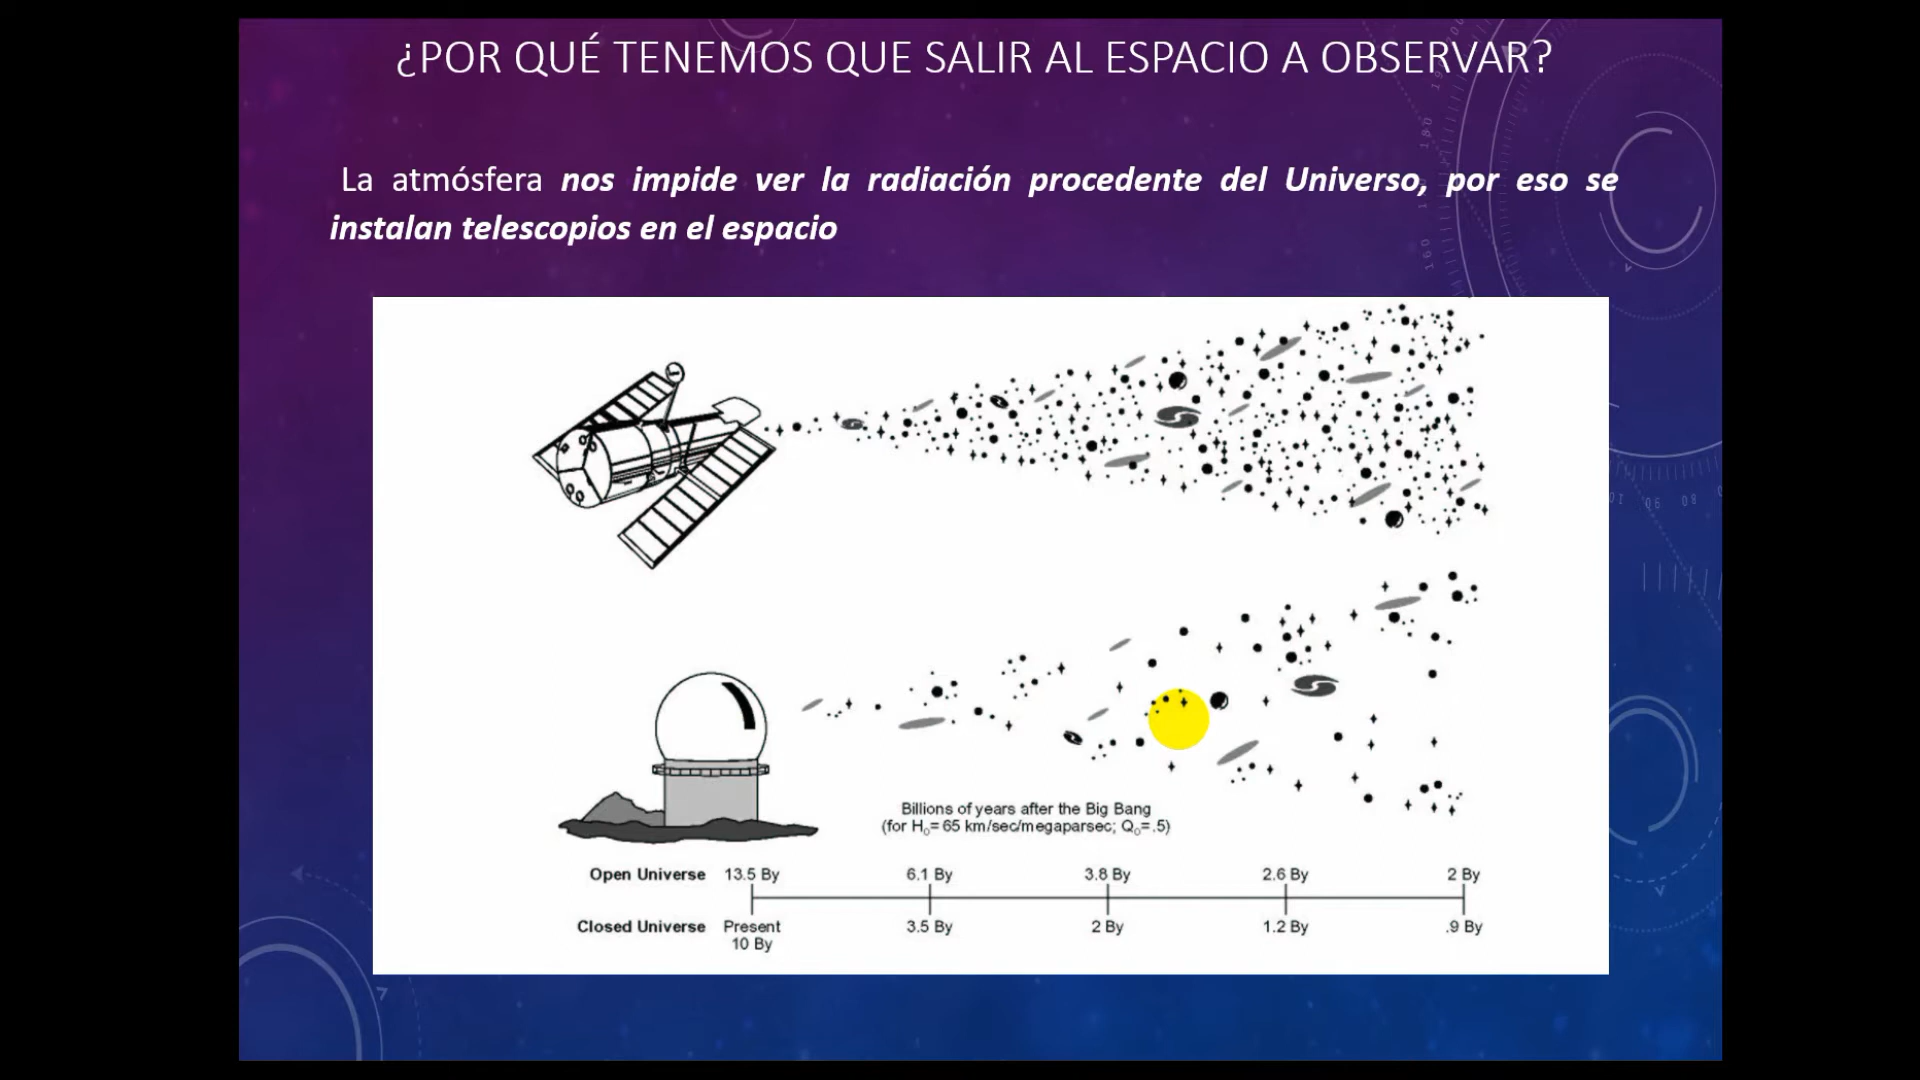 ¿POR QUÉ TENEMOS QUE SALIR AL ESPACIO A OBSERVAR?
La atmósfera nos impide ver la radiación procedente del Universo, por eso se
instalan telescopios en el espacio
Billions of years after the Big Bang
(for H₀= 65 km/sec/megaparsec; Q₀=.5)
Open Universe 13.5 By 6.1 By 3.8 By 2.6 By 2 By
Closed Universe Present 3.5 By 2 By 1.2 By .9 By
10 By